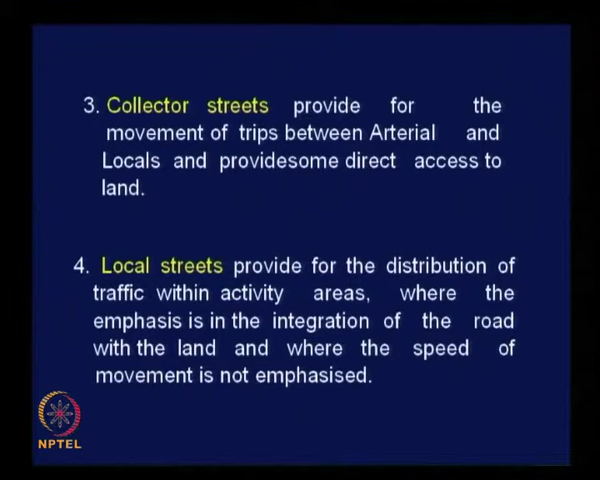 3. Collector streets provide for the
movement of trips between Arterial and
Locals and providesome direct access to
land.
4. Local streets provide for the distribution of
traffic within activity areas, where the
emphasis is in the integration of the road
with the land and where the speed of
movement is not emphasised.
NPTEL